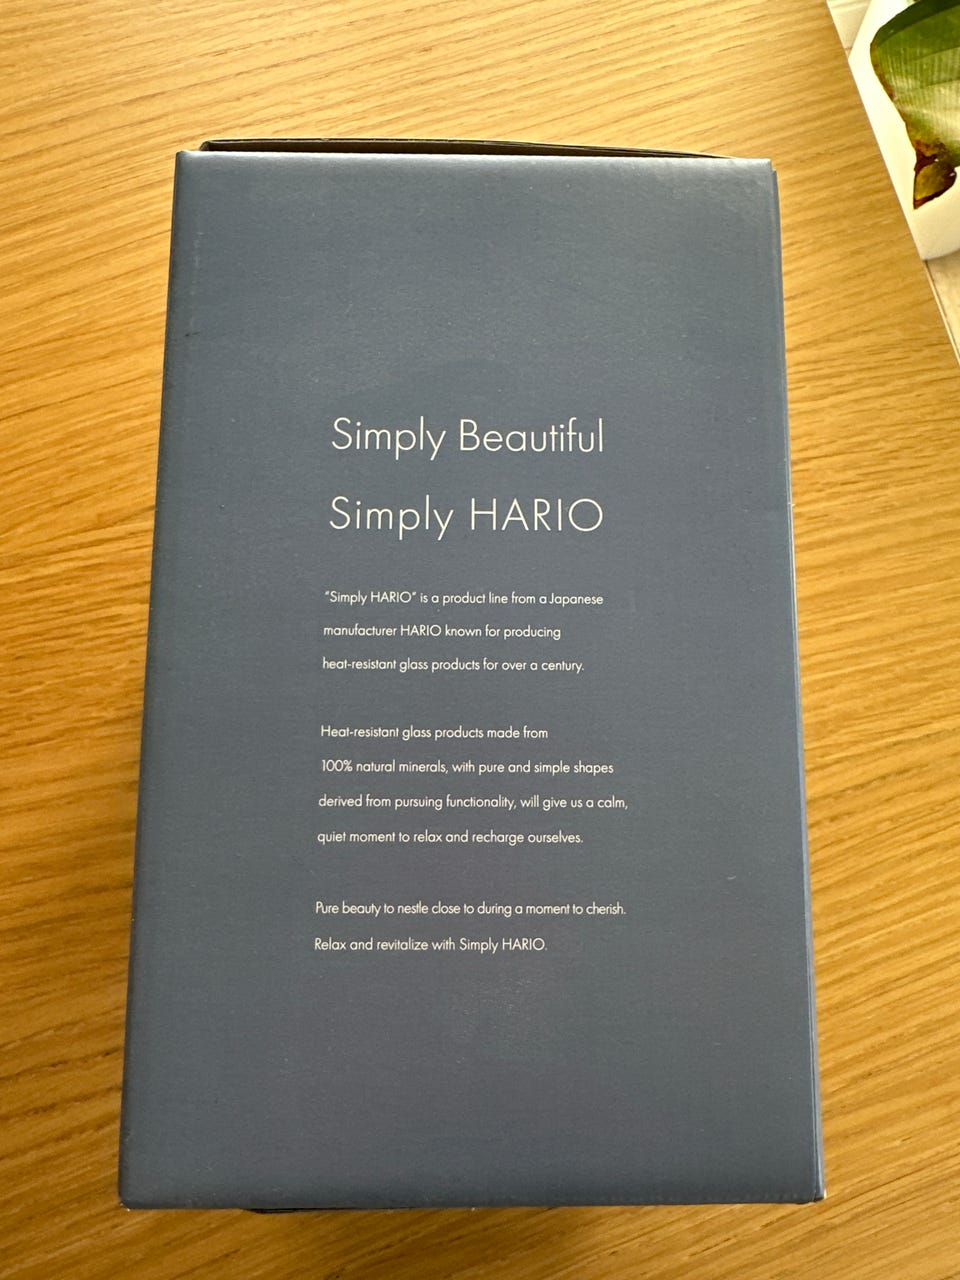 Simply Beautiful
Simply HARIO
"Simply HARIO" is a product line from a Japanese
manufacturer HARIO known for producing
heat-resistant glass products for over a century.
Heat-resistant glass products made from
100% natural minerals, with pure and simple shapes
derived from pursuing functionality, will give us a calm,
quiet moment to relax and recharge ourselves.
Pure beauty to nestle close to during a moment to cherish.
Relax and revitalize with Simply HARIO.